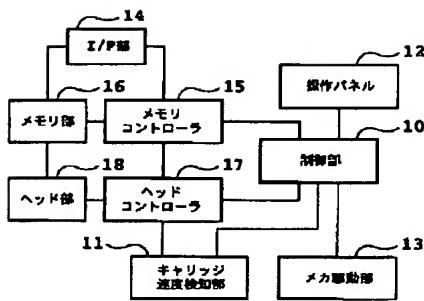 14
I/F部
16
15
12
メモリ部
メモリ
コントローラ
操作パネル
10
18
17
制御部
ヘッド部
ヘッド
コントローラ
11
13
キャリッジ
速度検知部
メカ駆動部